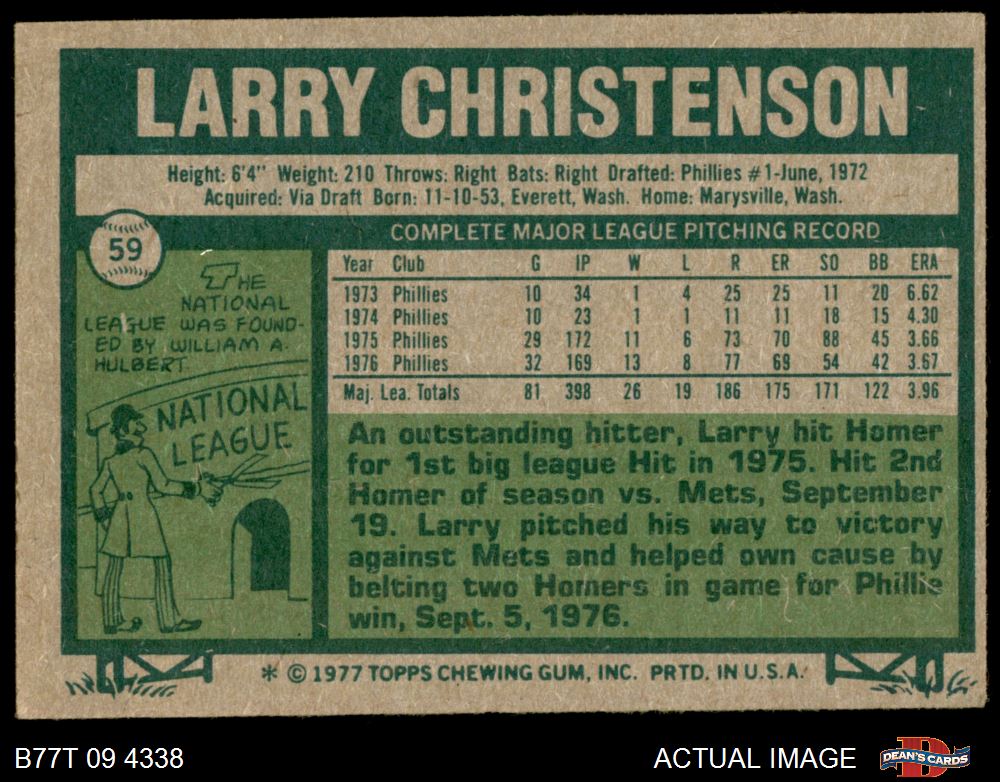 LARRY CHRISTENSON
Height: 6'4" Weight: 210 Throws: Right Bats: Right Drafted: Phillies #1-June, 1972
Acquired: Via Draft Born: 11-10-53, Everett, Wash. Home: Marysville, Wash.
59
THE
NATIONAL
LEAGUE WAS FOUND-
ED BY WILLIAM A.
HULBERT
NATIONAL
LEAGUE
COMPLETE MAJOR LEAGUE PITCHING RECORD
Year Club G IP W L R ER SO BB ERA
1973 Phillies 10 34 1 4 25 25 11 20 6.62
1974 Phillies 10 23 1 1 11 11 18 15 4.30
1975 Phillies 29 172 11 6 73 70 88 45 3.66
1976 Phillies 32 169 13 8 77 69 54 42 3.67
Maj. Lea. Totals 81 398 26 19 186 175 171 122 3.96
An outstanding hitter, Larry hit Homer
for 1st big league Hit in 1975. Hit 2nd
Homer of season vs. Mets, September
19. Larry pitched his way to victory
against Mets and helped own cause by
belting two Homers in game for Phillie
win, Sept. 5, 1976.
* © 1977 TOPPS CHEWING GUM, INC. PRTD. IN U.S.A.
B77T 09 4338
ACTUAL IMAGE
DEAN'S CARDS